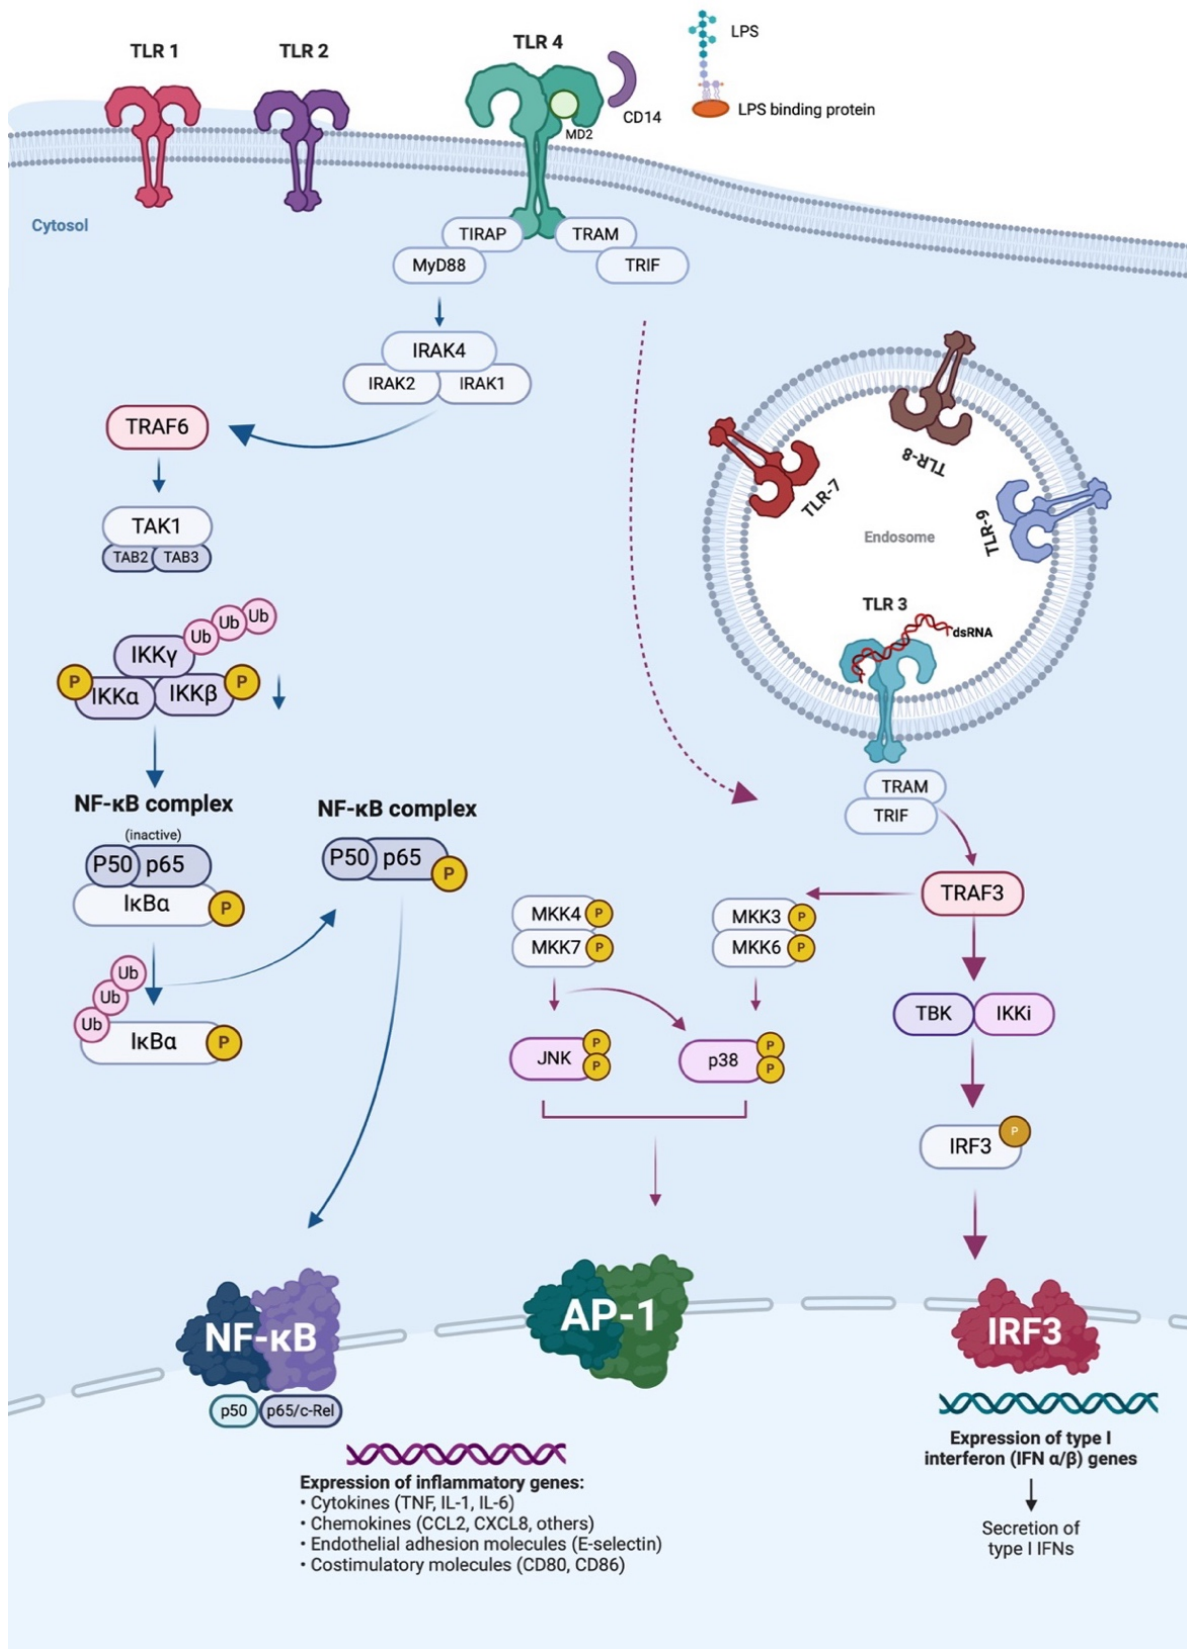 TLR 1
TLR 2
TLR 4
LPS
CD14
LPS binding protein
MD2
Cytosol
TIRAP
TRAM
MyD88
TRIF
IRAK4
IRAK2
IRAK1
TRAF6
TAK1
TAB2
TAB3
TLR-8
TLR-7
TLR-9
Endosome
TLR 3
dsRNA
Ub
Ub
Ub
IKKγ
P
IKKα
IKKβ
P
NF-κB complex
(inactive)
P50
p65
IκBα
P
NF-κB complex
P50
p65
P
Ub
Ub
Ub
IκBα
P
TRAM
TRIF
TRAF3
MKK4
P
MKK7
P
MKK3
P
MKK6
P
TBK
IKKi
JNK
P
P
p38
P
P
IRF3
P
NF-κB
p50
p65/c-Rel
AP-1
IRF3
Expression of inflammatory genes:
• Cytokines (TNF, IL-1, IL-6)
• Chemokines (CCL2, CXCL8, others)
• Endothelial adhesion molecules (E-selectin)
• Costimulatory molecules (CD80, CD86)
Expression of type I
interferon (IFN α/β) genes
Secretion of
type I IFNs